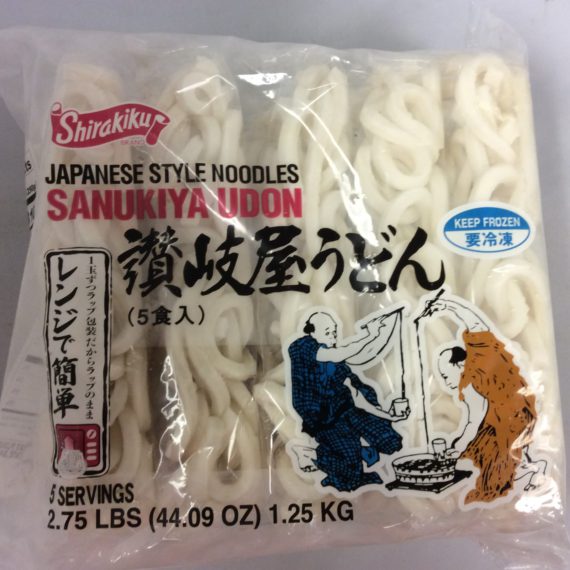 Shirakiku
BRAND
JAPANESE STYLE NOODLES
SANUKIYA UDON
KEEP FROZEN
要冷凍
讃岐屋うどん
(5食入)
1玉ずつラップ包装だからラップのまま
レンジで簡単
5 SERVINGS
2.75 LBS (44.09 OZ) 1.25 KG